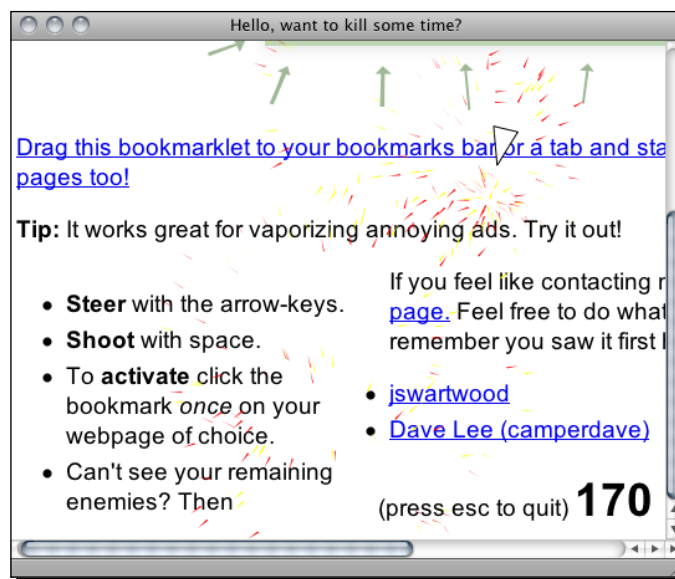 Hello, want to kill some time?
Drag this bookmarklet to your bookmarks bar or a tab and sta
pages too!
Tip: It works great for vaporizing annoying ads. Try it out!
Steer with the arrow-keys.
Shoot with space.
To activate click the
bookmark once on your
webpage of choice.
Can't see your remaining
enemies? Then
If you feel like contacting
page. Feel free to do what
remember you saw it first
jswartwood
Dave Lee (camperdave)
(press esc to quit) 170